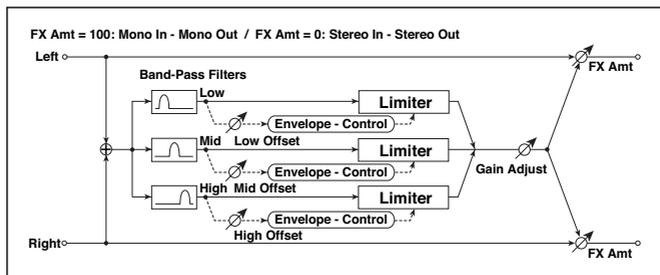 FX Amt = 100: Mono In - Mono Out / FX Amt = 0: Stereo In - Stereo Out
Left
FX Amt
Band-Pass Filters
Low
Limiter
Envelope - Control
Mid Low Offset
Limiter
Gain Adjust
Envelope - Control
High Mid Offset
Limiter
Envelope - Control
High Offset
Right
FX Amt